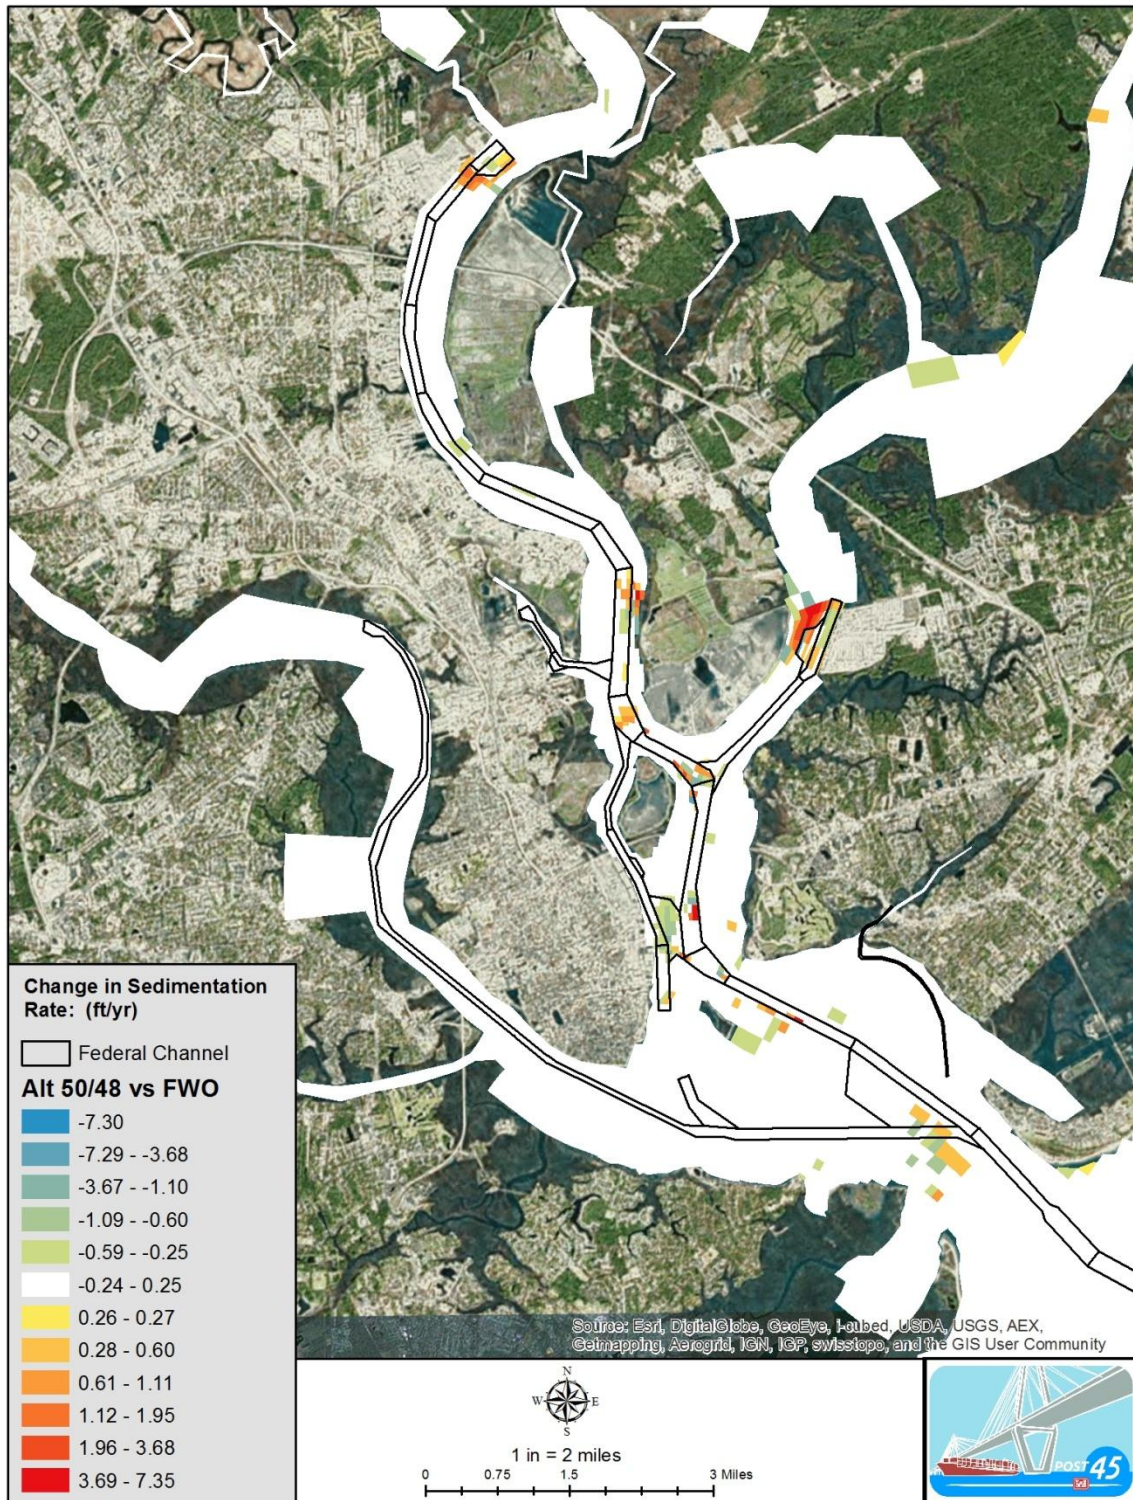 Change in Sedimentation
Rate: (ft/yr)
Federal Channel
Alt 50/48 vs FWO
-7.30
-7.29 - -3.68
-3.67 - -1.10
-1.09 - -0.60
-0.59 - -0.25
-0.24 - 0.25
0.26 - 0.27
0.28 - 0.60
0.61 - 1.11
1.12 - 1.95
1.96 - 3.68
3.69 - 7.35
Source: Esri, DigitalGlobe, GeoEye, i-cubed, USDA, USGS, AEX,
Getmapping, Aerogrid, IGN, IGP, swisstopo, and the GIS User Community
N
W E
S
1 in = 2 miles
0 0.75 1.5 3 Miles
POST 45